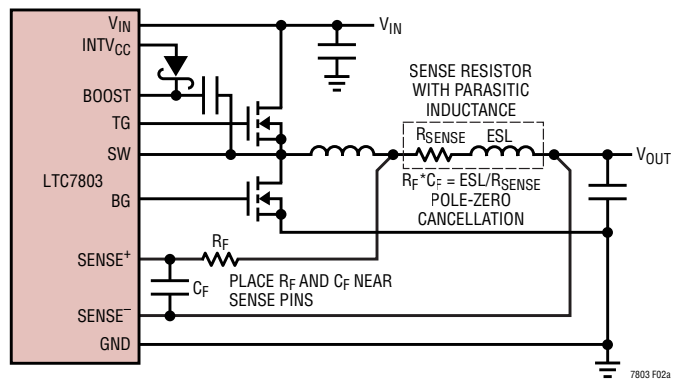 V_IN
V_IN
INTV_CC
BOOST
TG
SW
LTC7803
BG
SENSE+
SENSE−
GND
SENSE RESISTOR
WITH PARASITIC
INDUCTANCE
R_SENSE
ESL
V_OUT
R_F*C_F = ESL/R_SENSE
POLE-ZERO
CANCELLATION
R_F
C_F
PLACE R_F AND C_F NEAR
SENSE PINS
7803 F02a